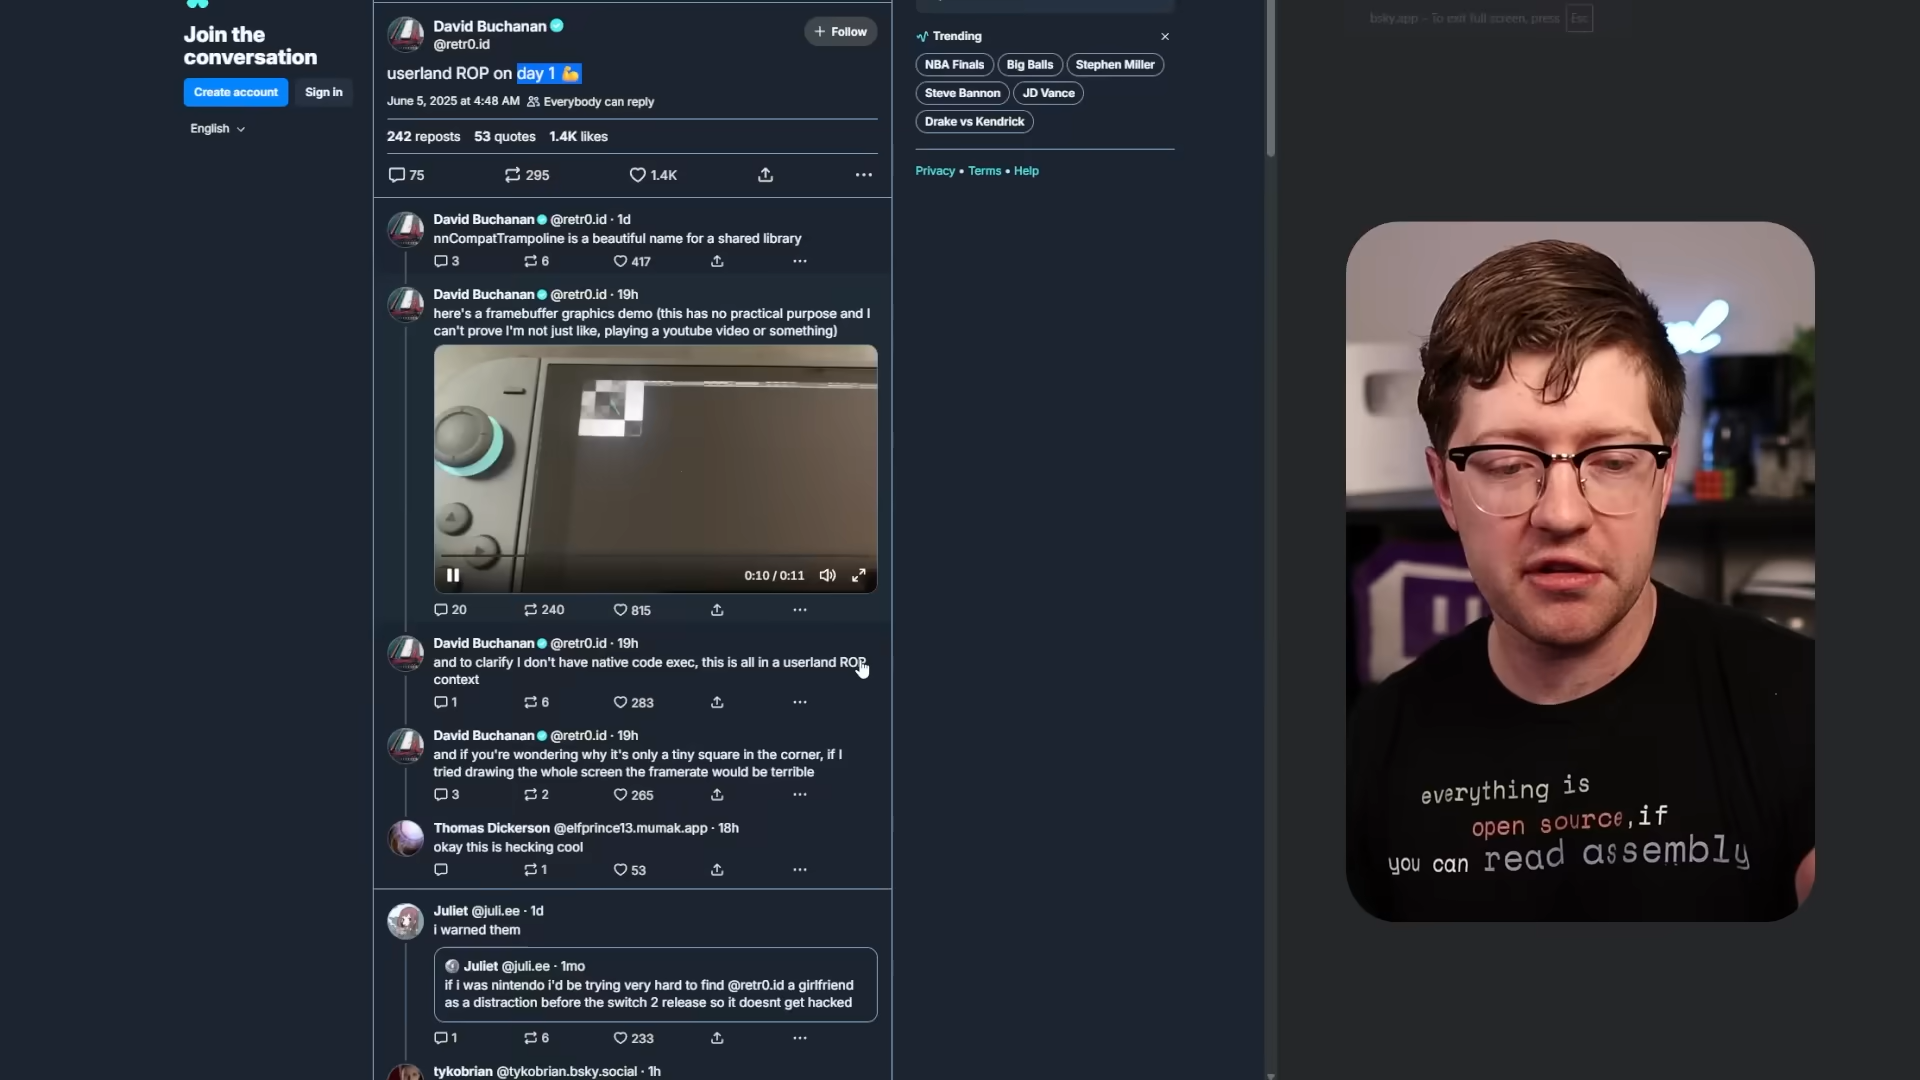 bsky.app – To exit full screen, press Esc
Join the
conversation
Create account
Sign in
English
David Buchanan
@retr0.id
Follow
userland ROP on day 1 💪
June 5, 2025 at 4:48 AM Everybody can reply
242 reposts 53 quotes 1.4K likes
75 295 1.4K
David Buchanan @retr0.id · 1d
nnCompatTrampoline is a beautiful name for a shared library
3 6 417
David Buchanan @retr0.id · 19h
here's a framebuffer graphics demo (this has no practical purpose and I
can't prove I'm not just like, playing a youtube video or something)
0:10 / 0:11
20 240 815
David Buchanan @retr0.id · 19h
and to clarify I don't have native code exec, this is all in a userland ROP
context
1 6 283
David Buchanan @retr0.id · 19h
and if you're wondering why it's only a tiny square in the corner, if I
tried drawing the whole screen the framerate would be terrible
3 2 265
Thomas Dickerson @elfprince13.mumak.app · 18h
okay this is hecking cool
1 53
Juliet @juli.ee · 1d
i warned them
Juliet @juli.ee · 1mo
if i was nintendo i'd be trying very hard to find @retr0.id a girlfriend
as a distraction before the switch 2 release so it doesnt get hacked
1 6 233
tykobrian @tykobrian.bsky.social · 1h
Trending
NBA Finals
Big Balls
Stephen Miller
Steve Bannon
JD Vance
Drake vs Kendrick
Privacy • Terms • Help
everything is
open source, if
you can read assembly